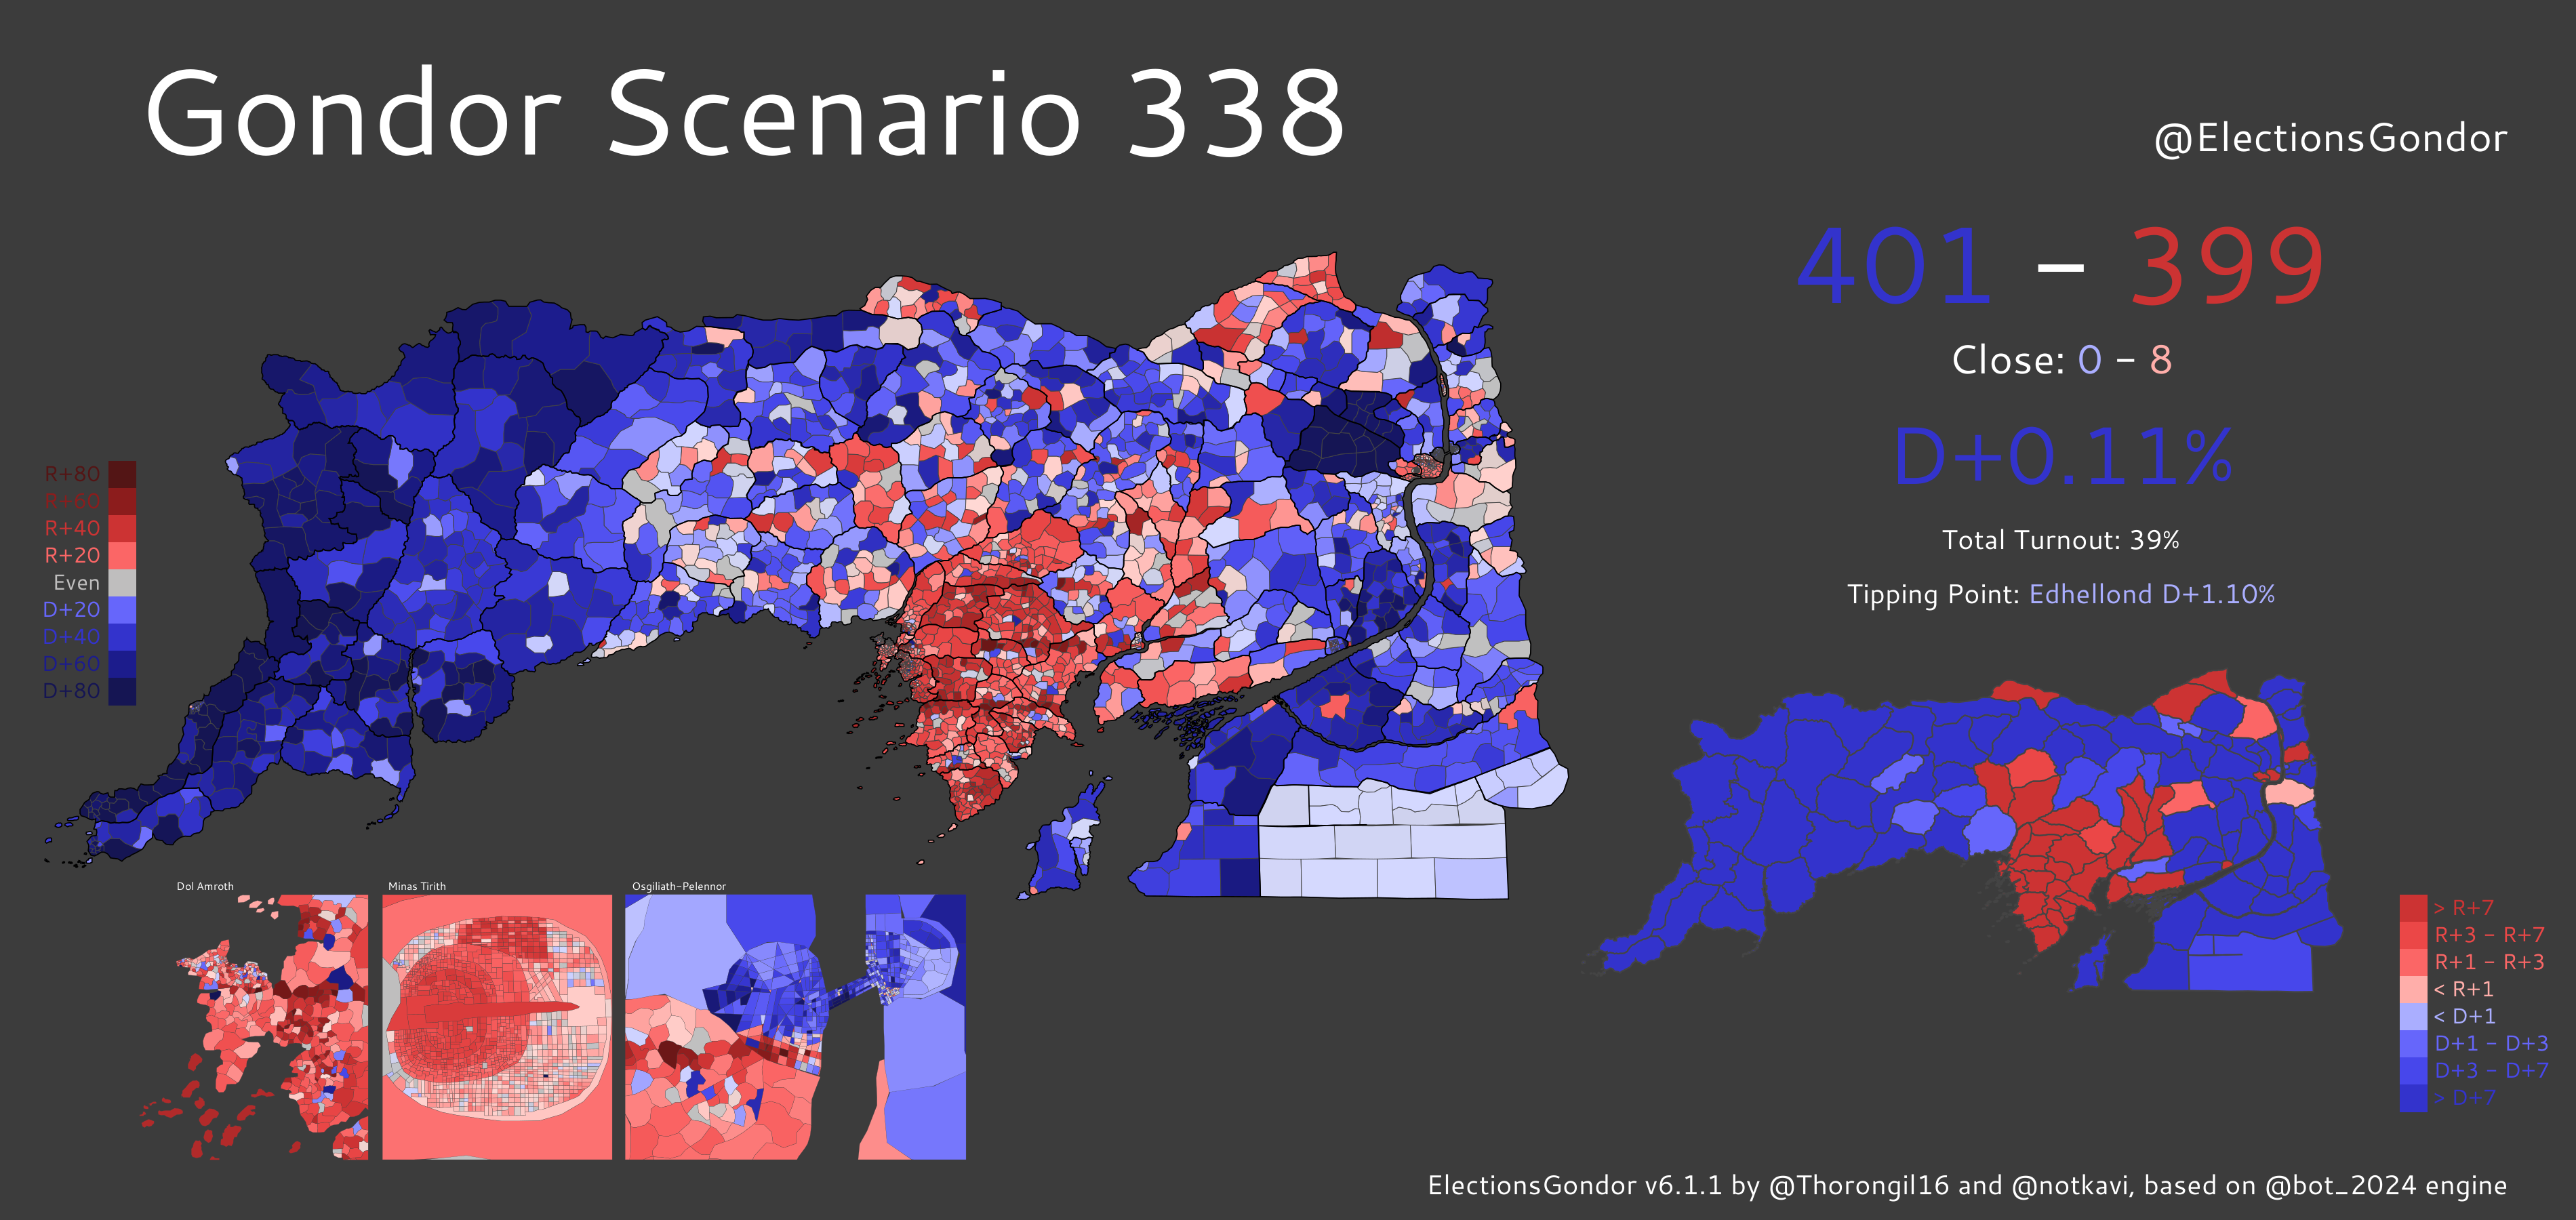 Gondor Scenario 338
@ElectionsGondor
401 – 399
Close: 0 – 8
D+0.11%
Total Turnout: 39%
Tipping Point: Edhellond D+1.10%
R+80
R+60
R+40
R+20
Even
D+20
D+40
D+60
D+80
Dol Amroth
Minas Tirith
Osgiliath-Pelennor
> R+7
R+3 – R+7
R+1 – R+3
< R+1
< D+1
D+1 – D+3
D+3 – D+7
> D+7
ElectionsGondor v6.1.1 by @Thorongil16 and @notkavi, based on @bot_2024 engine